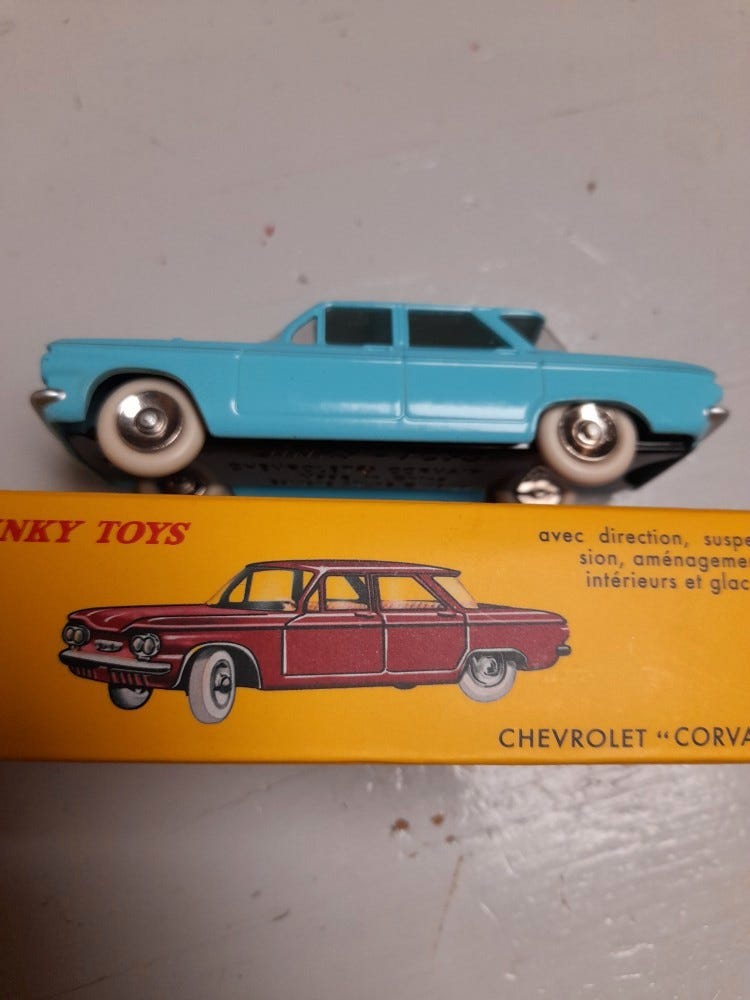 NKY TOYS
avec direction, suspe
sion, aménageme
intérieurs et glac
CHEVROLET “CORVA